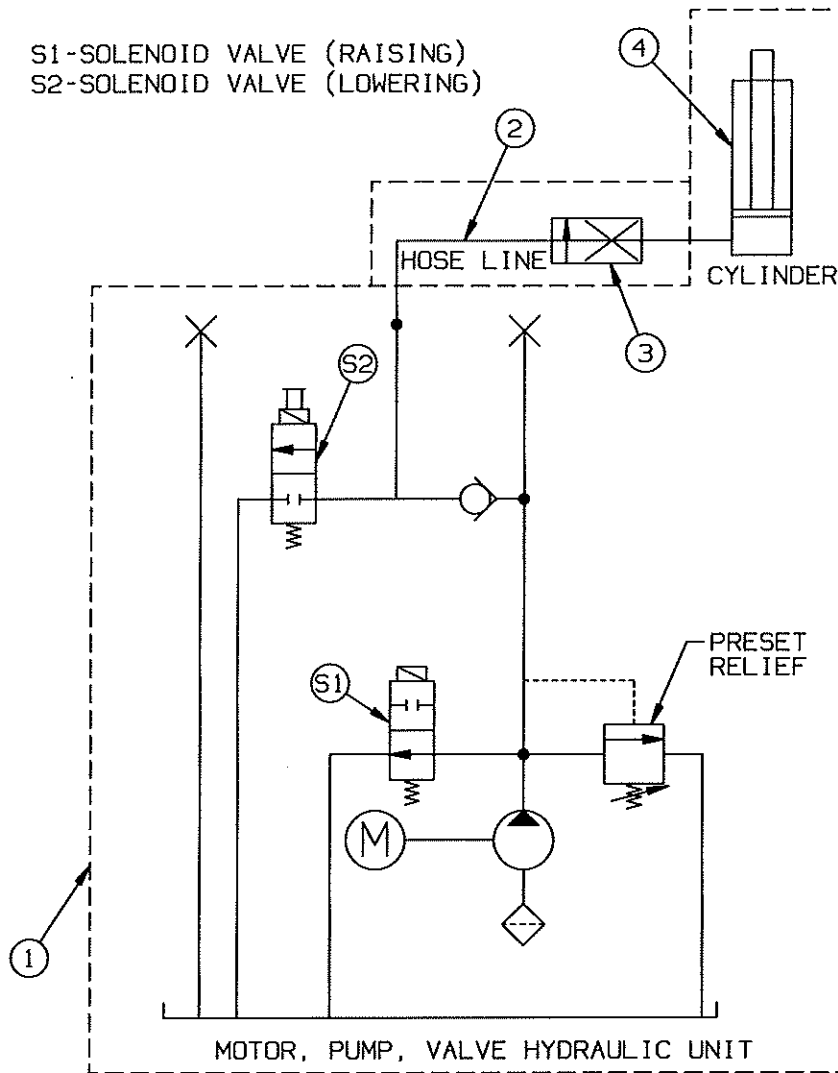 S1-SOLENOID VALVE (RAISING)
S2-SOLENOID VALVE (LOWERING)
4
2
HOSE LINE
CYLINDER
3
S2
PRESET
RELIEF
S1
M
1
MOTOR, PUMP, VALVE HYDRAULIC UNIT